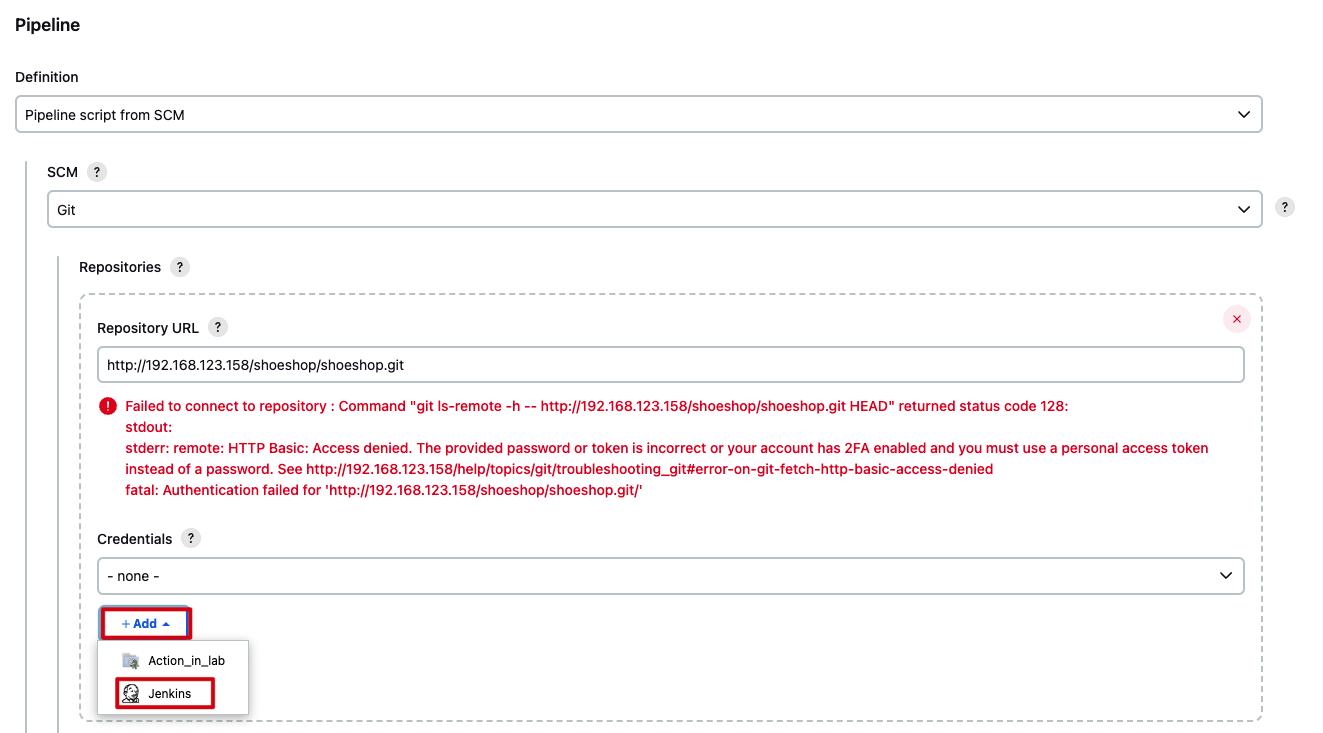 Pipeline
Definition
Pipeline script from SCM
SCM ?
Git
?
Repositories ?
Repository URL ?
http://192.168.123.158/shoeshop/shoeshop.git
Failed to connect to repository : Command "git ls-remote -h -- http://192.168.123.158/shoeshop/shoeshop.git HEAD" returned status code 128:
stdout:
stderr: remote: HTTP Basic: Access denied. The provided password or token is incorrect or your account has 2FA enabled and you must use a personal access token
instead of a password. See http://192.168.123.158/help/topics/git/troubleshooting_git#error-on-git-fetch-http-basic-access-denied
fatal: Authentication failed for 'http://192.168.123.158/shoeshop/shoeshop.git/'
Credentials ?
- none -
+ Add
Action_in_lab
Jenkins